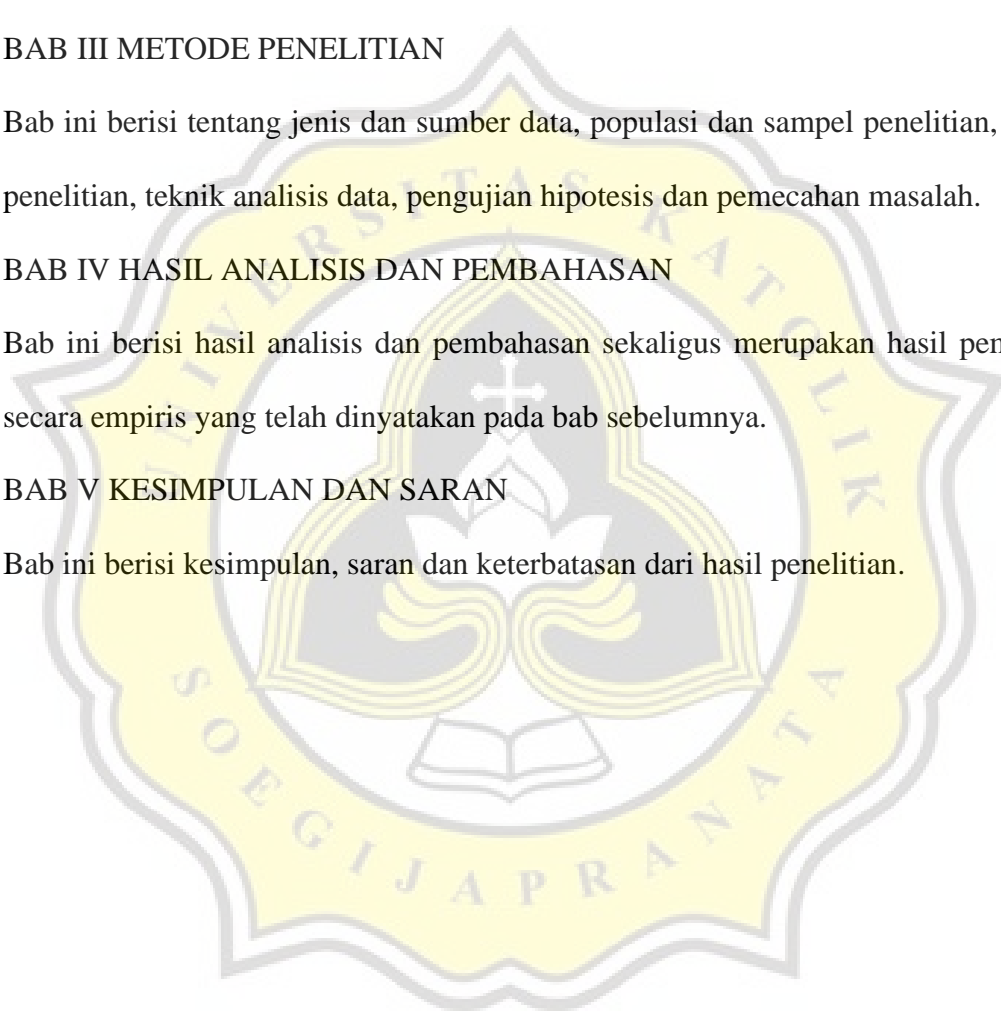 BAB III METODE PENELITIAN
Bab ini berisi tentang jenis dan sumber data, populasi dan sampel penelitian,
penelitian, teknik analisis data, pengujian hipotesis dan pemecahan masalah.
BAB IV HASIL ANALISIS DAN PEMBAHASAN
Bab ini berisi hasil analisis dan pembahasan sekaligus merupakan hasil
secara empiris yang telah dinyatakan pada bab sebelumnya.
BAB V KESIMPULAN DAN SARAN
Bab ini berisi kesimpulan, saran dan keterbatasan dari hasil penelitian.
UNIVERSITAS KATOLIK
SOEGIJAPRANATA